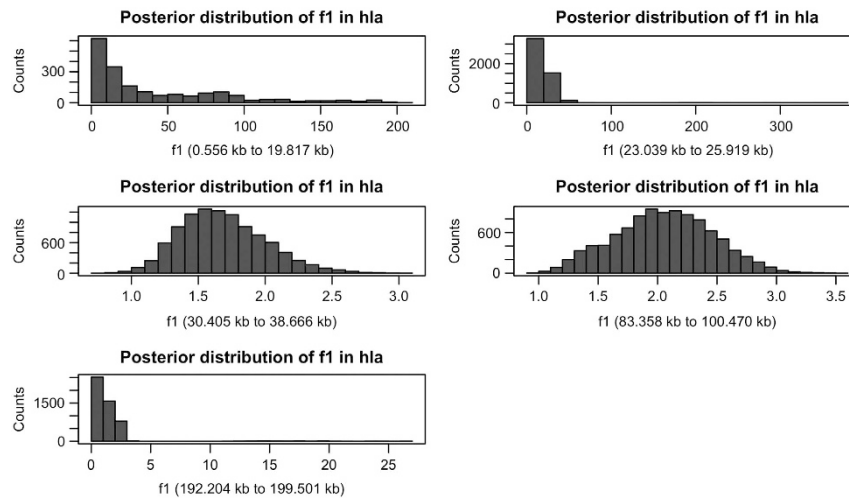 Posterior distribution of f1 in hla
Counts
300
0
0 50 100 150 200
f1 (0.556 kb to 19.817 kb)
Posterior distribution of f1 in hla
Counts
2000
0
0 100 200 300
f1 (23.039 kb to 25.919 kb)
Posterior distribution of f1 in hla
Counts
600
0
1.0 1.5 2.0 2.5 3.0
f1 (30.405 kb to 38.666 kb)
Posterior distribution of f1 in hla
Counts
600
0
1.0 1.5 2.0 2.5 3.0 3.5
f1 (83.358 kb to 100.470 kb)
Posterior distribution of f1 in hla
Counts
1500
0
0 5 10 15 20 25
f1 (192.204 kb to 199.501 kb)